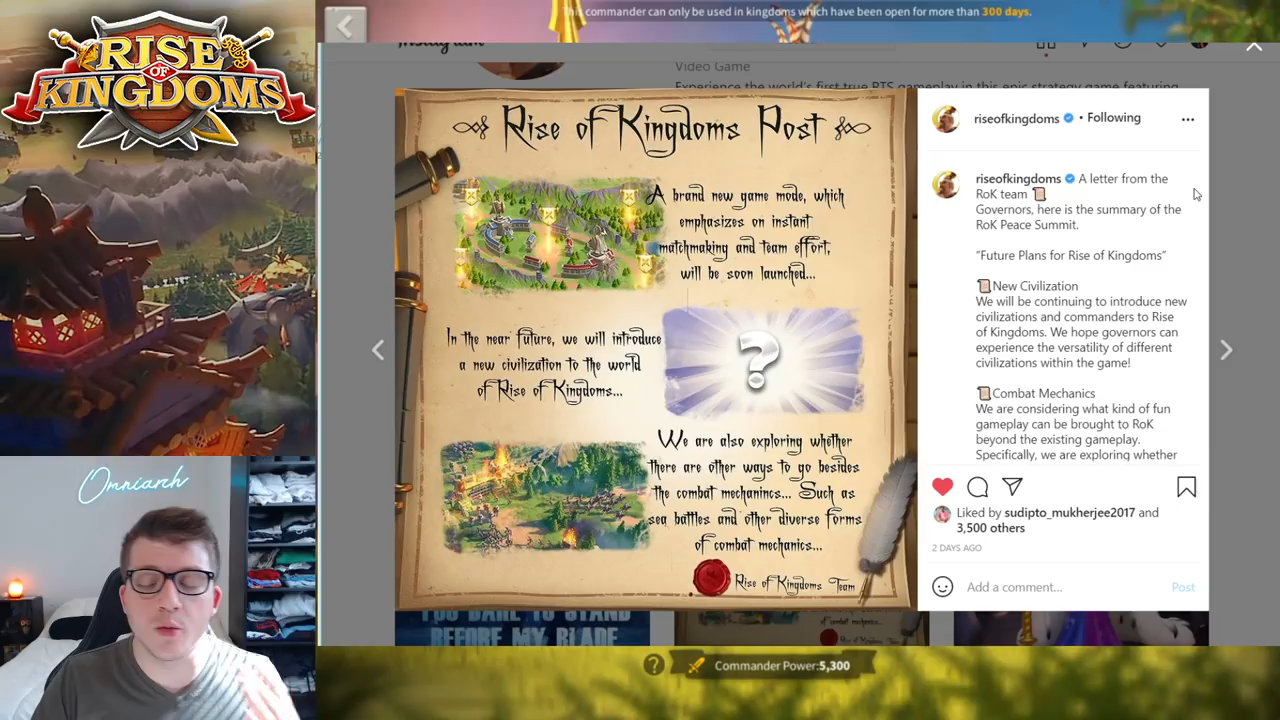 This commander can only be used in kingdoms which have been open for more than 300 days.
RISE
OF
KINGDOMS
Instagram
Video Game
Experience the world's first true RTS gameplay in this epic strategy game featuring
Rise of Kingdoms Post
A brand new game mode, which
emphasizes on instant
matchmaking and team effort,
will be soon launched...
In the near future, we will introduce
a new civilization to the world
of Rise of Kingdoms...
?
We are also exploring whether
there are other ways to go besides
the combat mechanincs... Such as
sea battles and other diverse forms
of combat mechanics...
Rise of Kingdoms Team
riseofkingdoms • Following
riseofkingdoms A letter from the
RoK team
Governors, here is the summary of the
RoK Peace Summit.
“Future Plans for Rise of Kingdoms”
New Civilization
We will be continuing to introduce new
civilizations and commanders to Rise
of Kingdoms. We hope governors can
experience the versatility of different
civilizations within the game!
Combat Mechanics
We are considering what kind of fun
gameplay can be brought to RoK
beyond the existing gameplay.
Specifically, we are exploring whether
Liked by sudipto_mukherjee2017 and
3,500 others
2 DAYS AGO
Add a comment... Post
YOU DARE TO STAND
BEFORE MY BLADE
of combat mechanics...
Rise of Kingdoms Team
? Commander Power:5,300
Omniarch